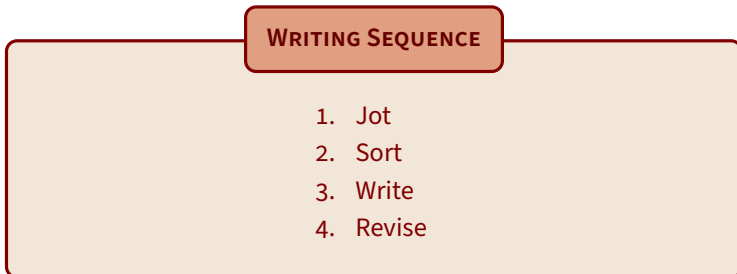 Writing Sequence
1. Jot
2. Sort
3. Write
4. Revise